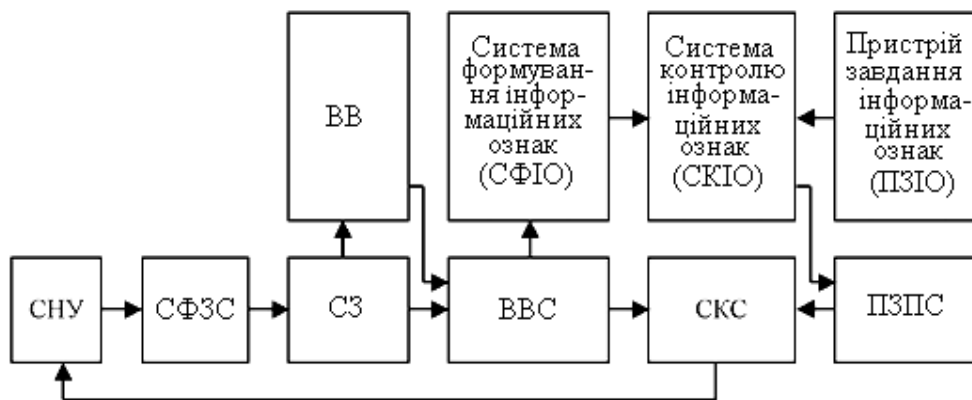 ВВ
Система
формуван-
ня інфор-
маційних
ознак
(СФІО)
Система
контролю
інформа-
ційних
ознак
(СКІО)
Пристрій
завдання
інформа-
ційних
ознак
(ПЗІО)
СНУ
СФЗС
СЗ
ВВС
СКС
ПЗПС